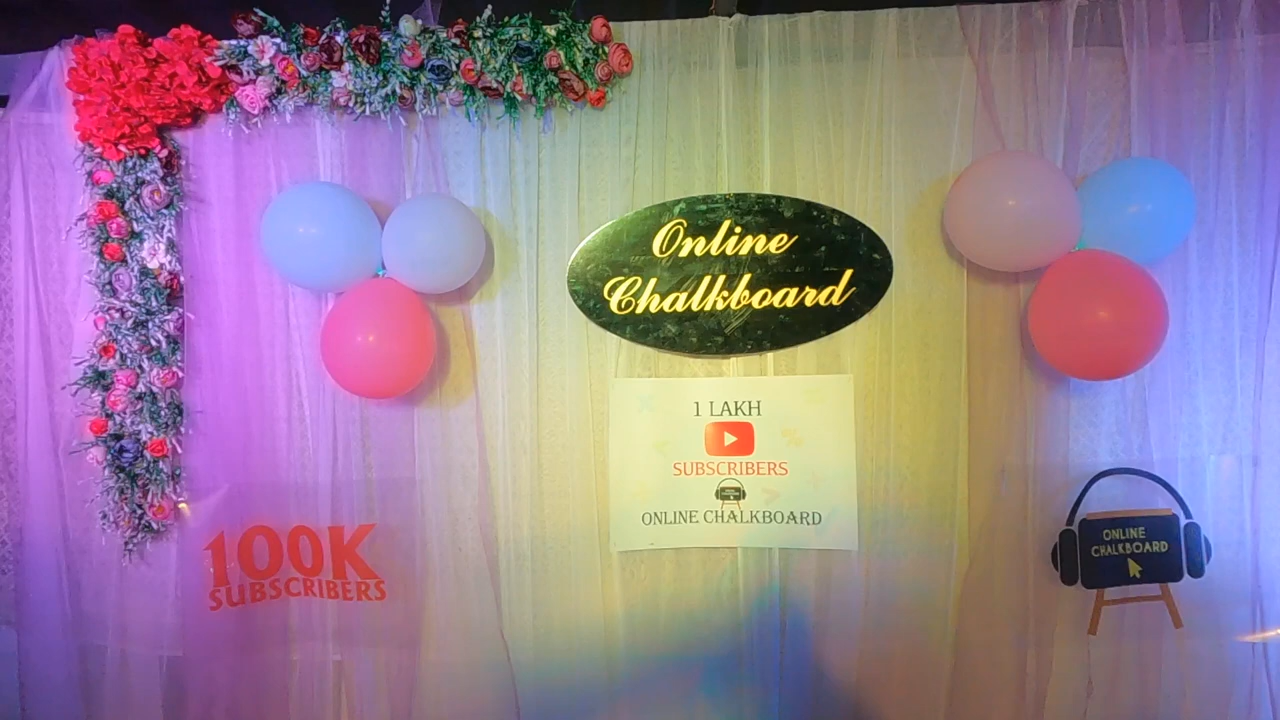 Online
Chalkboard
1 LAKH
SUBSCRIBERS
ONLINE CHALKBOARD
100K
SUBSCRIBERS
ONLINE
CHALKBOARD